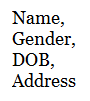 Name,
Gender,
DOB,
Address